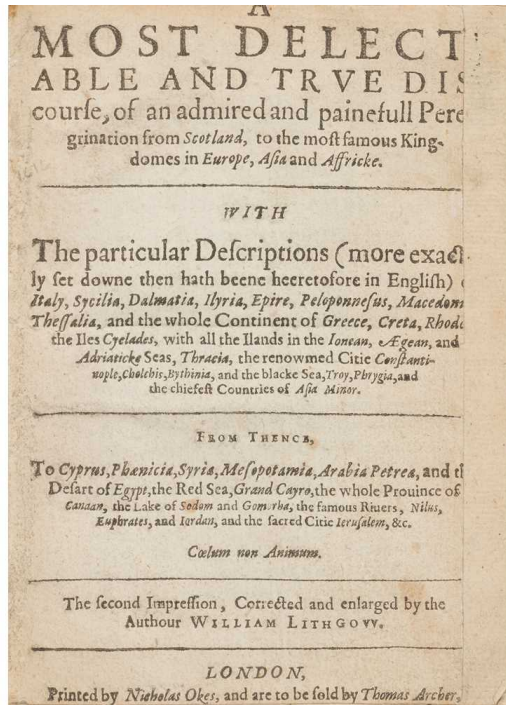 A
MOST DELECT
ABLE AND TRVE DIS
courſe, of an admired and painefull Pere
grination from Scotland, to the moſt famous King-
domes in Europe, Aſia and Affricke.
WITH
The particular Deſcriptions (more exact
ly ſet downe then hath beene heeretofore in Engliſh)
Italy, Sycilia, Dalmatia, Ilyria, Epire, Peloponneſus, Macedon
Theſſalia, and the whole Continent of Greece, Creta, Rhodo
the Iles Cyclades, with all the Ilands in the Ionean, Ægean, and
Adriaticke Seas, Thracia, the renowmed Citie Conſtanti-
nople, Cholchis, Bythinia, and the blacke Sea, Troy, Phrygia, and
the chiefeſt Countries of Aſia Minor.
FROM THENCE,
To Cyprus, Phœnicia, Syria, Meſopotamia, Arabia Petrea, and th
Deſart of Egypt, the Red Sea, Grand Cayro, the whole Prouince of
Canaan, the Lake of Sodom and Gomorha, the famous Riuers, Nilus,
Euphrates, and Iordan, and the ſacred Citie Ieruſalem, &c.
Cœlum non Animum.
The ſecond Impreſſion, Corrected and enlarged by the
Authour WILLIAM LITHGOVV.
LONDON,
Printed by Nicholas Okes, and are to be ſold by Thomas Archer,